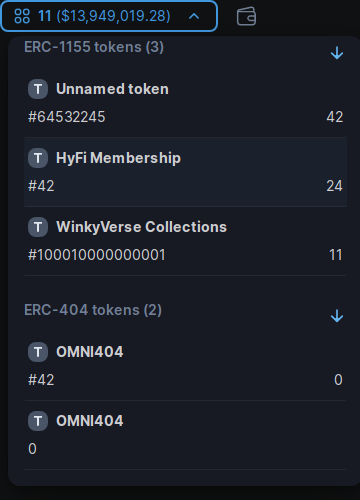 11 ($13,949,019.28)
ERC-1155 tokens (3)
T Unnamed token
#64532245 42
T HyFi Membership
#42 24
T WinkyVerse Collections
#100010000000001 11
ERC-404 tokens (2)
T OMNI404
#42 0
T OMNI404
0